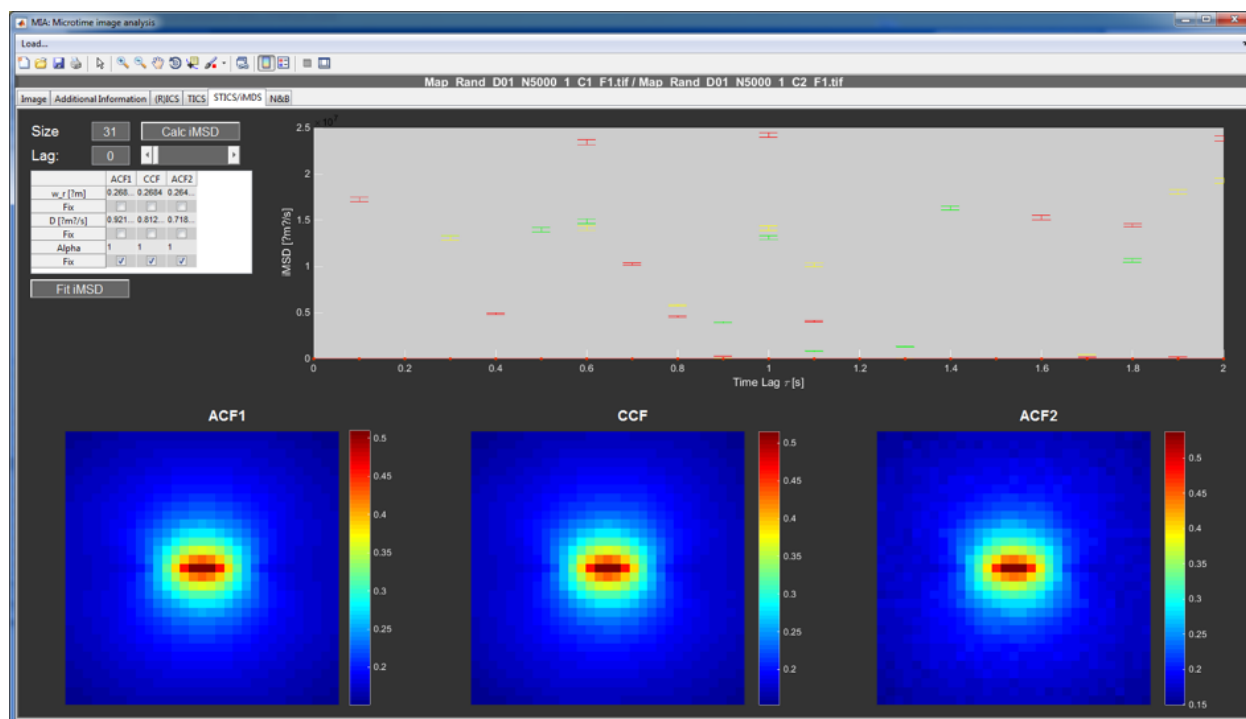 MIA: Microtime image analysis
Load...
Map_Rand_D01_N5000_1_C1_F1.tif / Map_Rand_D01_N5000_1_C2_F1.tif
Image Additional Information (R)ICS TICS STICS/iMDS N&B
Size 31 Calc iMSD
Lag: 0
ACF1 CCF ACF2
w_r [?m] 0.268... 0.2684 0.264...
Fix
D [?m?/s] 0.921... 0.812... 0.718...
Fix
Alpha 1 1 1
Fix
Fit iMSD
× 10^7
2.5
2
1.5
1
0.5
0
iMSD [?m?/s]
0 0.2 0.4 0.6 0.8 1 1.2 1.4 1.6 1.8 2
Time Lag τ [s]
ACF1
0.5
0.45
0.4
0.35
0.3
0.25
0.2
CCF
0.5
0.45
0.4
0.35
0.3
0.25
0.2
ACF2
0.5
0.45
0.4
0.35
0.3
0.25
0.2
0.15